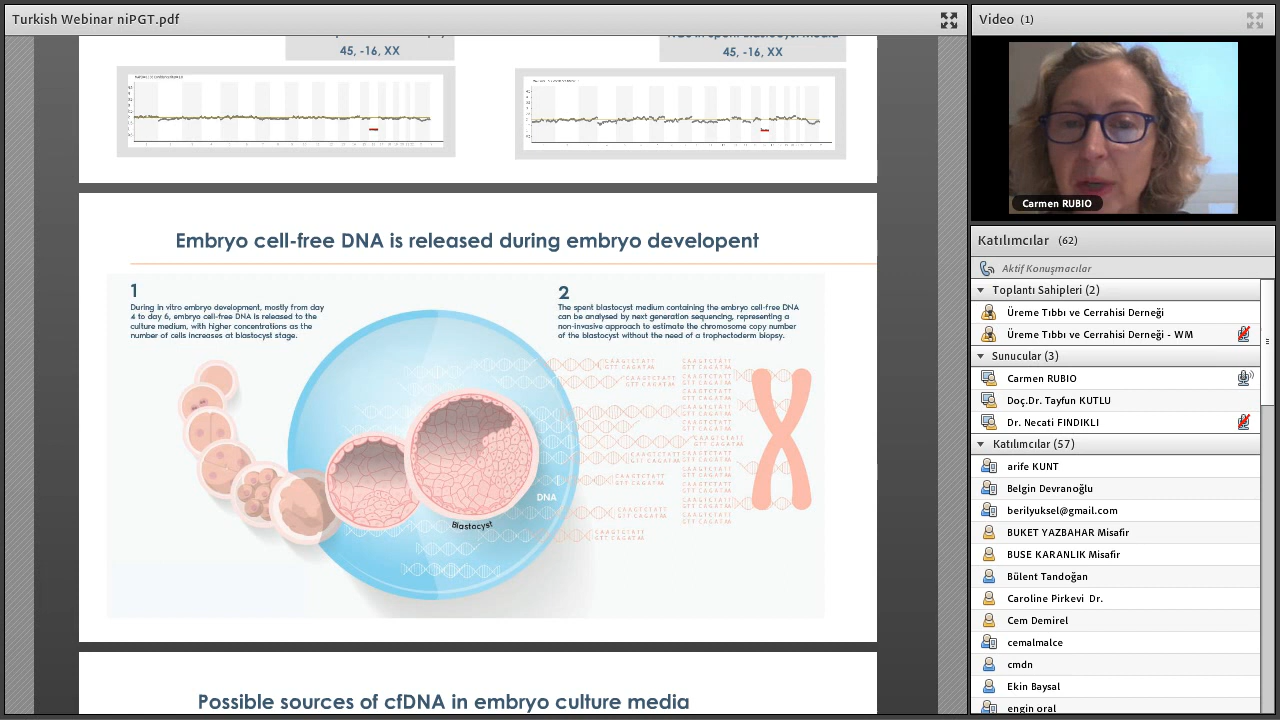 Turkish Webinar niPGT.pdf
45, -16, XX
45, -16, XX
Embryo cell-free DNA is released during embryo developent
1
During in vitro embryo development, mostly from day
4 to day 6, embryo cell-free DNA is released to the
culture medium, with higher concentrations as the
number of cells increases at blastocyst stage.
2
The spent blastocyst medium containing the embryo cell-free DNA
can be analysed by next generation sequencing, representing a
non-invasive approach to estimate the chromosome copy number
of the blastocyst without the need of a trophectoderm biopsy.
DNA
Blastocyst
Possible sources of cfDNA in embryo culture media
Video (1)
Carmen RUBIO
Katılımcılar (62)
Aktif Konuşmacılar
Toplantı Sahipleri (2)
Üreme Tıbbı ve Cerrahisi Derneği
Üreme Tıbbı ve Cerrahisi Derneği - WM
Sunucular (3)
Carmen RUBIO
Doç.Dr. Tayfun KUTLU
Dr. Necati FINDIKLI
Katılımcılar (57)
arife KUNT
Belgin Devranoğlu
berilyuksel@gmail.com
BUKET YAZBAHAR Misafir
BUSE KARANLIK Misafir
Bülent Tandoğan
Caroline Pirkevi Dr.
Cem Demirel
cemalmalce
cmdn
Ekin Baysal
engin oral